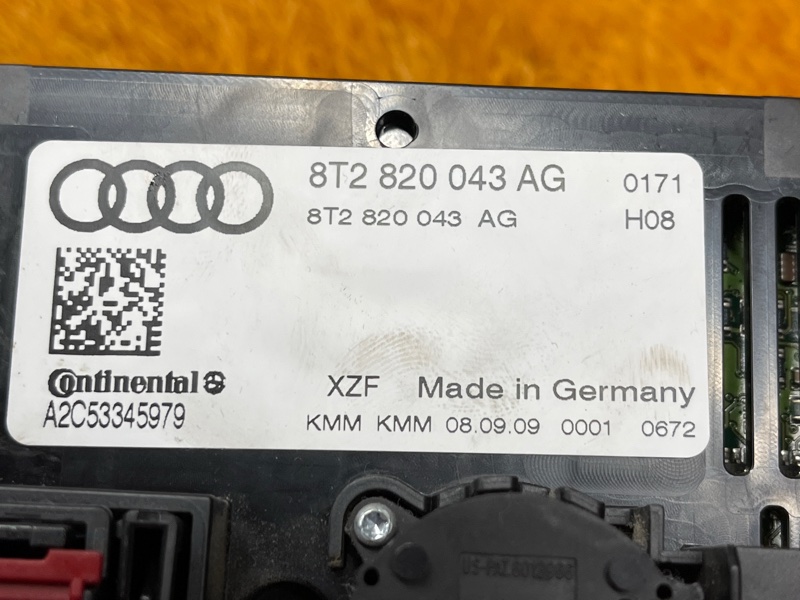 8T2 820 043 AG 0171
8T2 820 043 AG H08
Continental
A2C53345979
XZF Made in Germany
KMM KMM 08.09.09 0001 0672